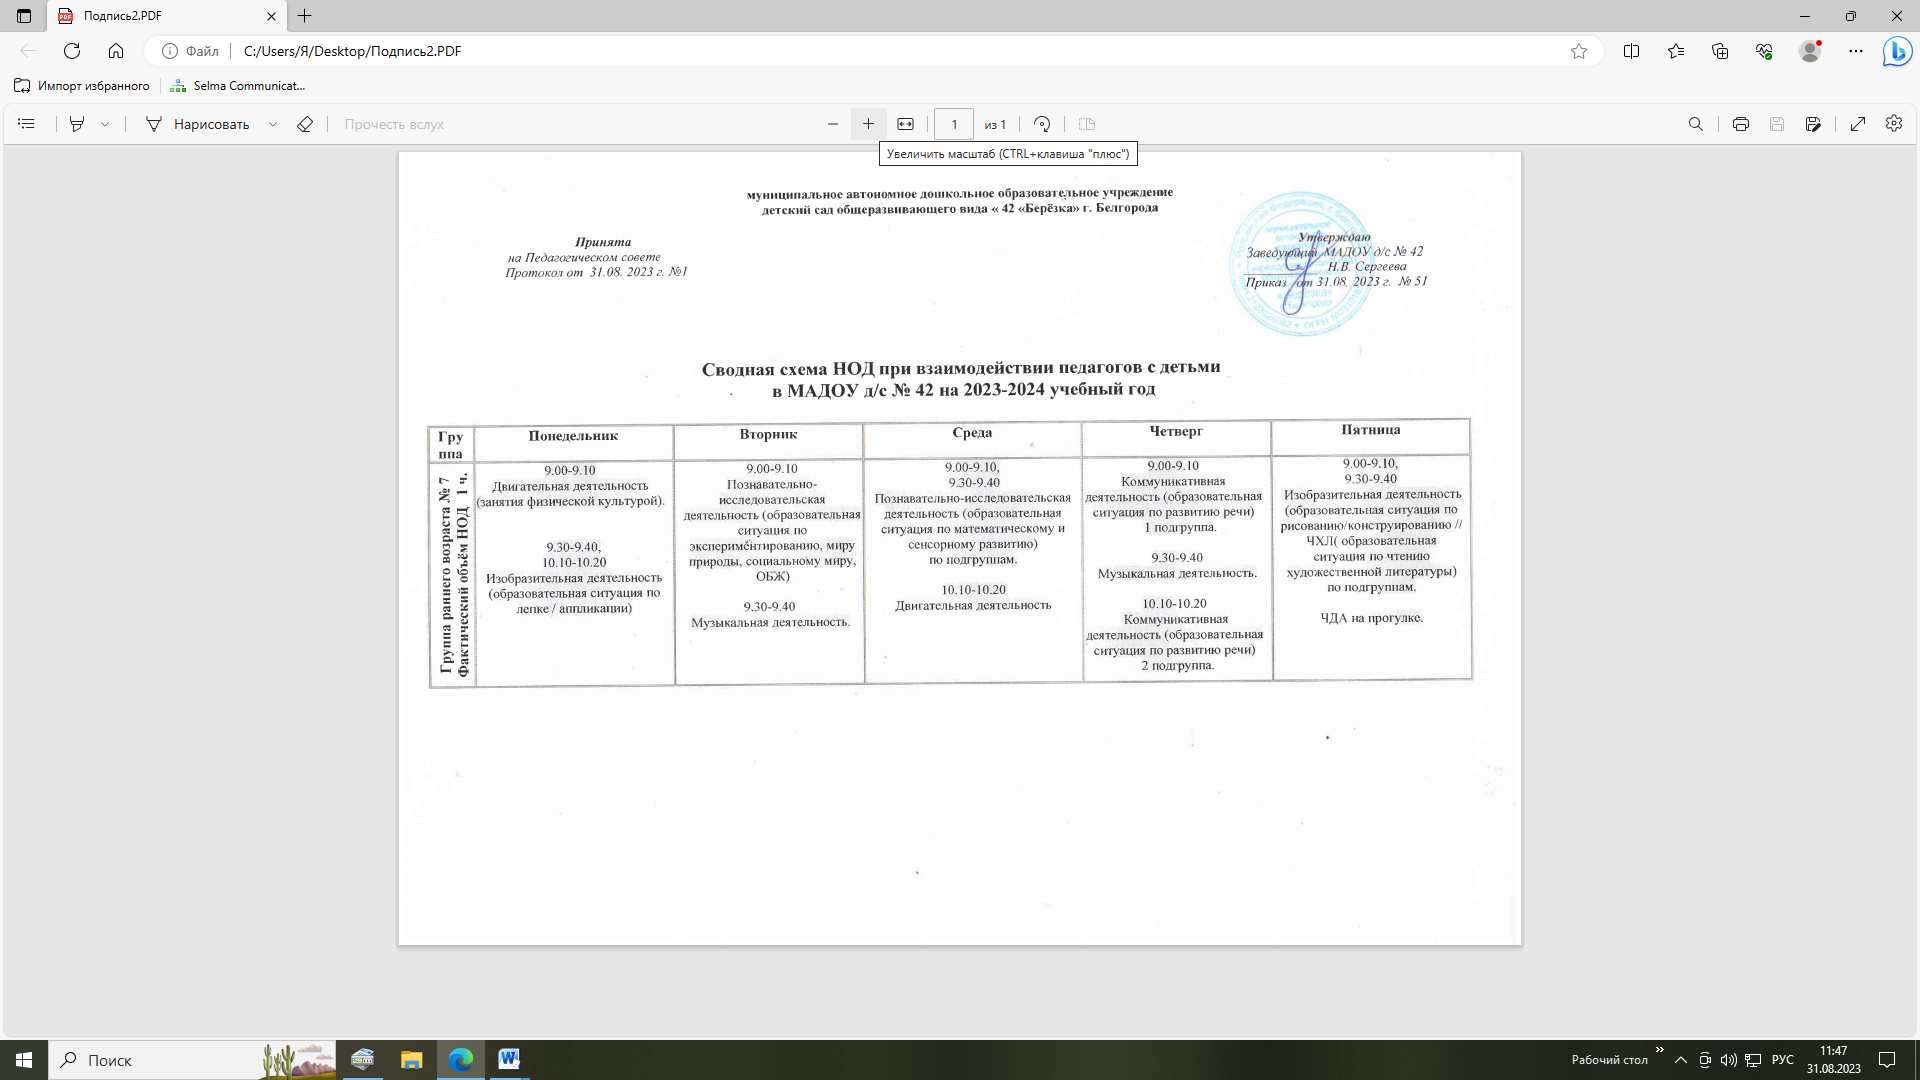 Подпись2.PDF
Файл
C:/Users/Я/Desktop/Подпись2.PDF
Импорт избранного
Selma Communicat...
Нарисовать
Прочесть вслух
1
из 1
Увеличить масштаб (CTRL+клавиша "плюс")
муниципальное автономное дошкольное образовательное учреждение
детский сад общеразвивающего вида « 42 «Берёзка» г. Белгорода
Принята
на Педагогическом совете
Протокол от 31.08. 2023 г. №1
Утверждаю
Заведующий МАДОУ д/с № 42
Н.В. Сергеева
Приказ от 31.08. 2023 г. № 51
Сводная схема НОД при взаимодействии педагогов с детьми
в МАДОУ д/с № 42 на 2023-2024 учебный год
Гру
ппа
Понедельник
Вторник
Среда
Четверг
Пятница
Группа раннего возраста № 7
Фактический объём НОД 1 ч.
9.00-9.10
Двигательная деятельность
(занятия физической культурой).
9.30-9.40,
10.10-10.20
Изобразительная деятельность
(образовательная ситуация по
лепке / аппликации)
9.00-9.10
Познавательно-
исследовательская
деятельность (образовательная
ситуация по
экспериментированию, миру
природы, социальному миру,
ОБЖ)
9.30-9.40
Музыкальная деятельность.
9.00-9.10,
9.30-9.40
Познавательно-исследовательская
деятельность (образовательная
ситуация по математическому и
сенсорному развитию)
по подгруппам.
10.10-10.20
Двигательная деятельность
9.00-9.10
Коммуникативная
деятельность (образовательная
ситуация по развитию речи)
1 подгруппа.
9.30-9.40
Музыкальная деятельность.
10.10-10.20
Коммуникативная
деятельность (образовательная
ситуация по развитию речи)
2 подгруппа.
9.00-9.10,
9.30-9.40
Изобразительная деятельность
(образовательная ситуация по
рисованию/конструированию //
ЧХЛ( образовательная
ситуация по чтению
художественной литературы)
по подгруппам.
ЧДА на прогулке.
Поиск
Рабочий стол
РУС
11:47
31.08.2023